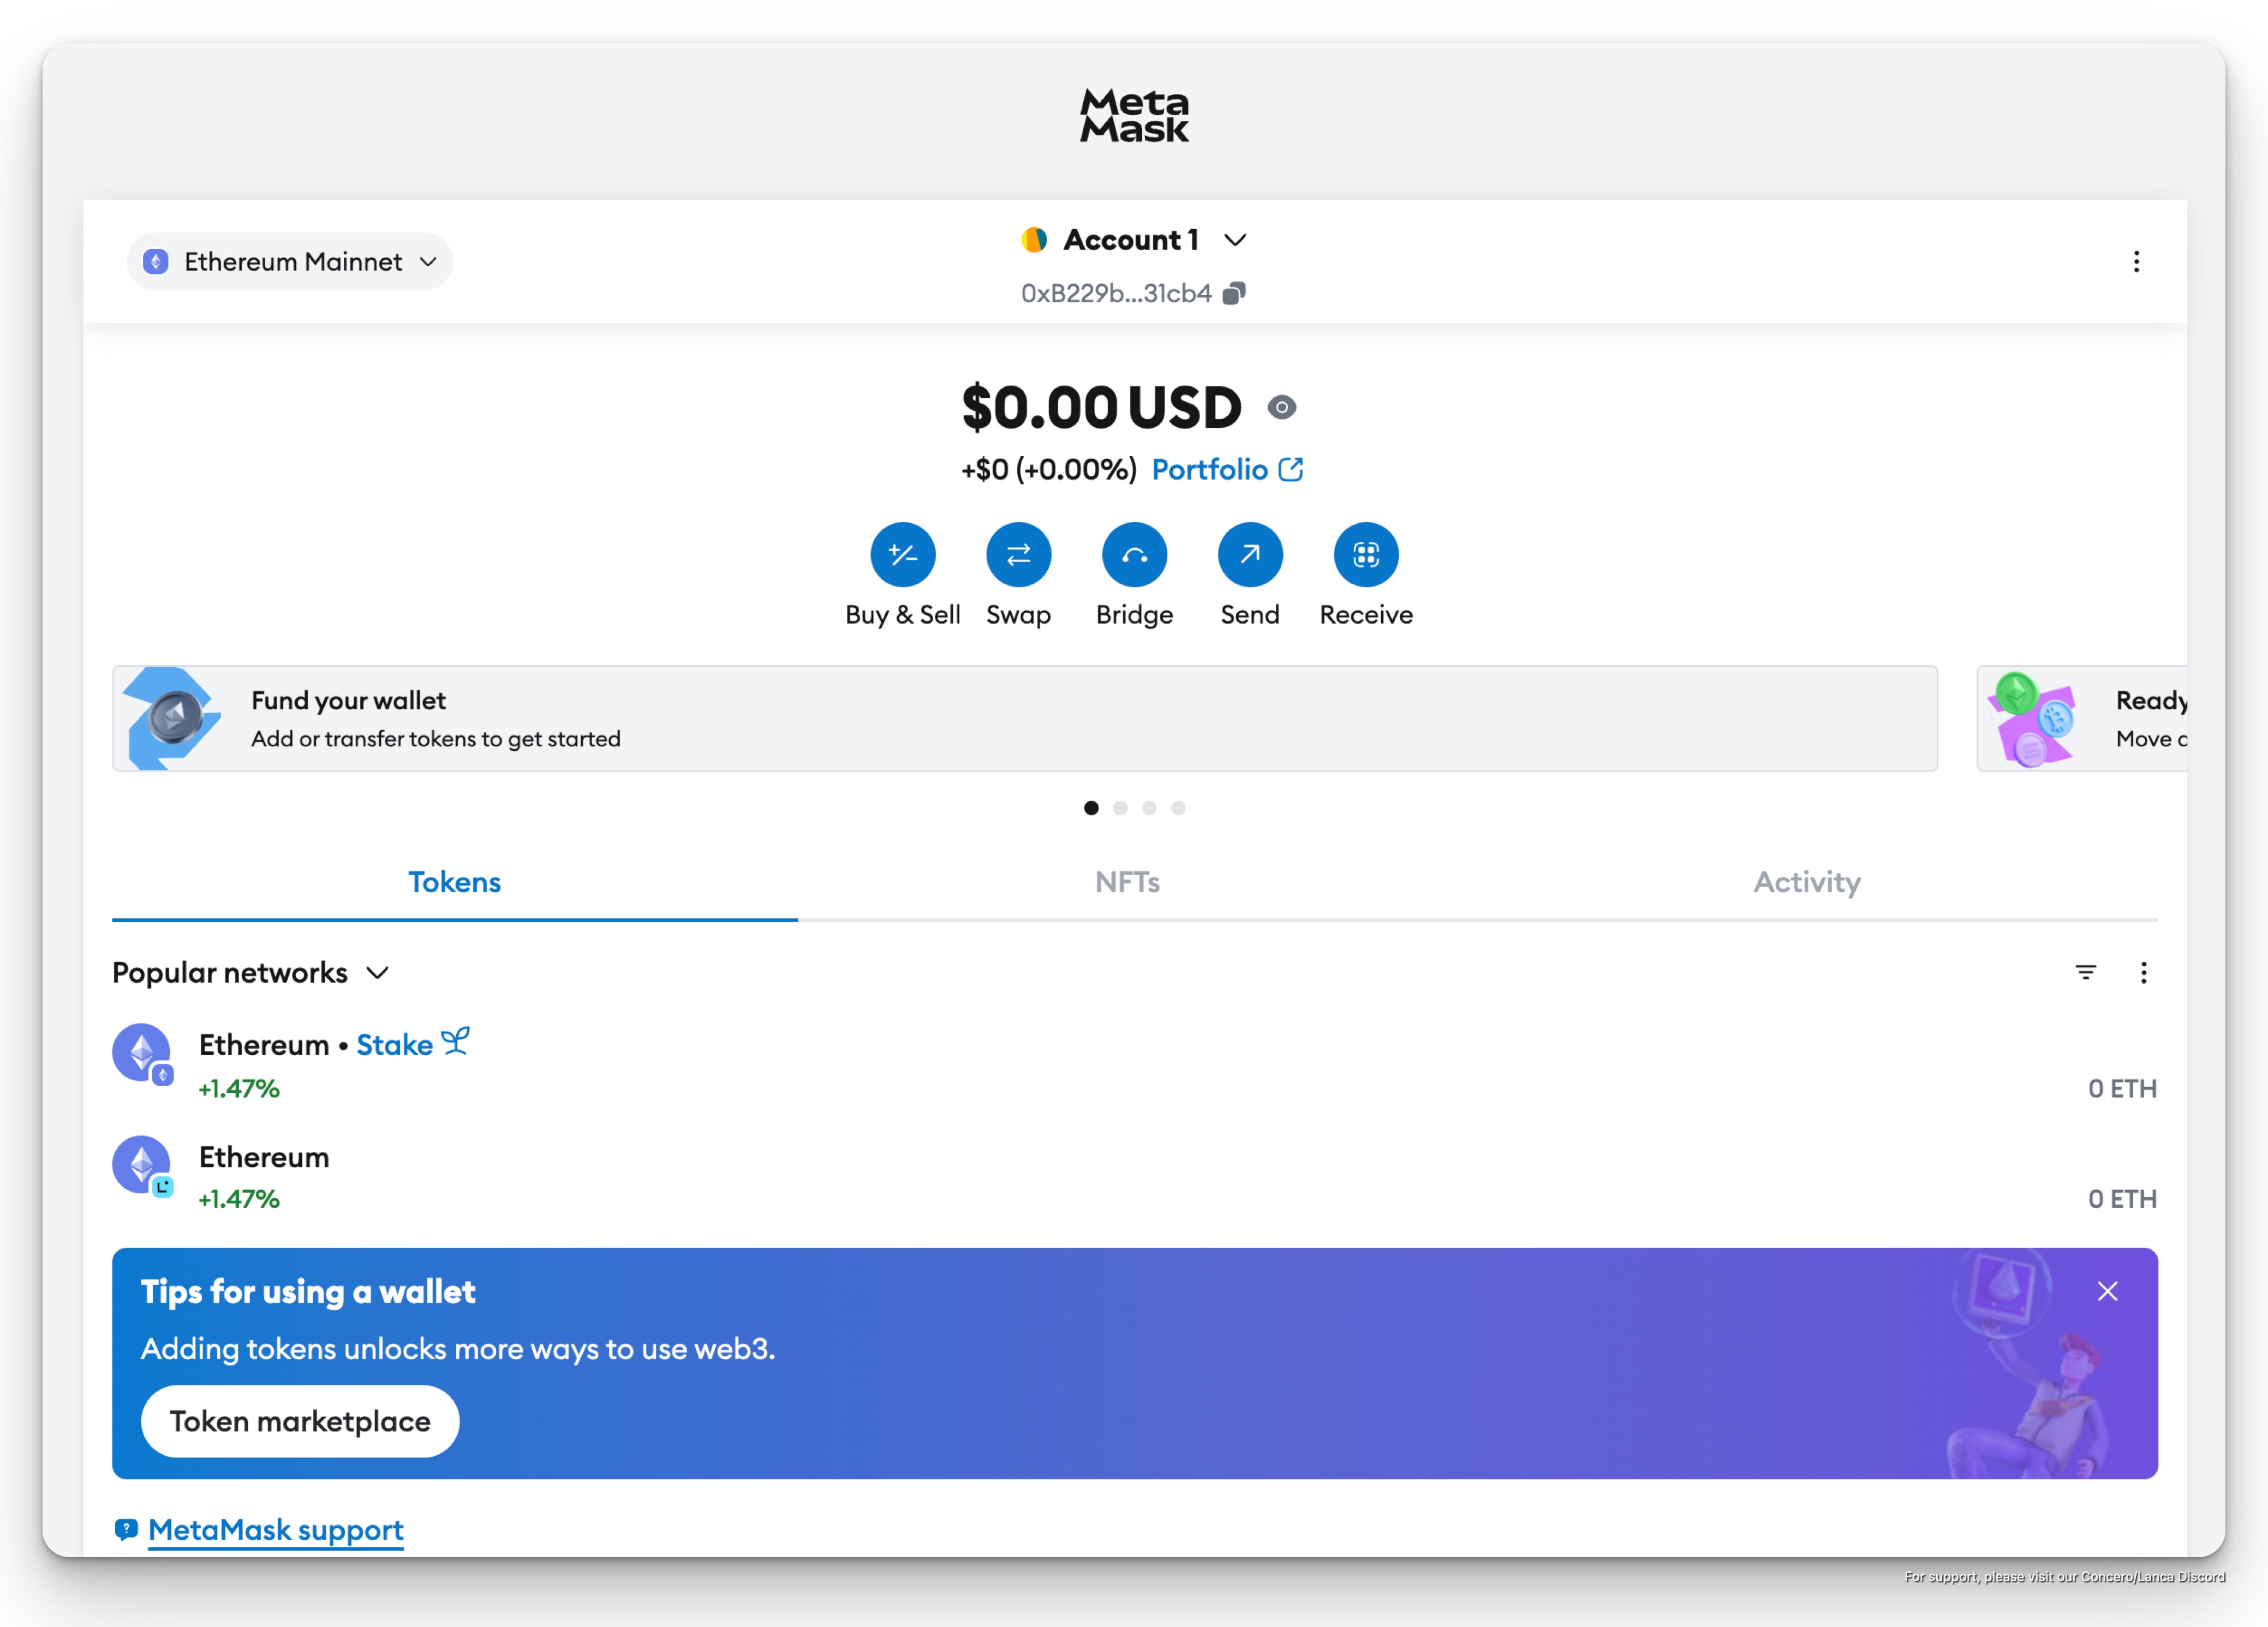 Meta
Mask
Ethereum Mainnet
Account 1
0xB229b...31cb4
$0.00 USD
+$0 (+0.00%) Portfolio
Buy & Sell
Swap
Bridge
Send
Receive
Fund your wallet
Add or transfer tokens to get started
Ready
Move
Tokens
NFTs
Activity
Popular networks
Ethereum • Stake
+1.47%
0 ETH
Ethereum
+1.47%
0 ETH
Tips for using a wallet
Adding tokens unlocks more ways to use web3.
Token marketplace
MetaMask support
For support, please visit our Concero/Lanca Discord